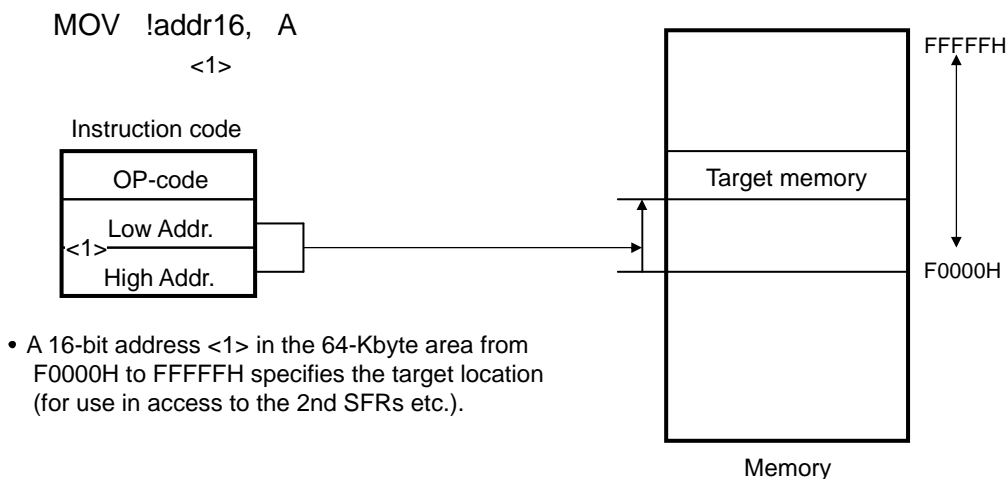 MOV !addr16, A
<1>
Instruction code
OP-code
Low Addr.
<1>
High Addr.
FFFFFH
Target memory
F0000H
Memory
• A 16-bit address <1> in the 64-Kbyte area from
F0000H to FFFFFH specifies the target location
(for use in access to the 2nd SFRs etc.).